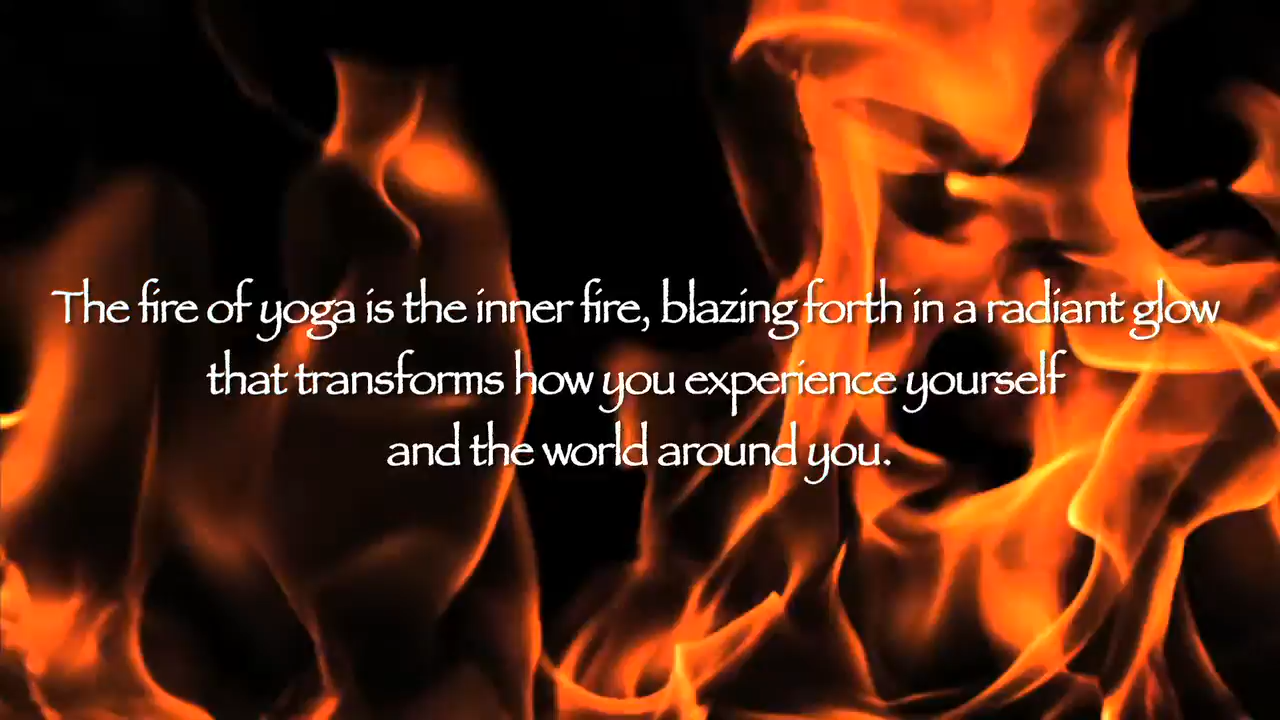 The fire of yoga is the inner fire, blazing forth in a radiant glow
that transforms how you experience yourself
and the world around you.